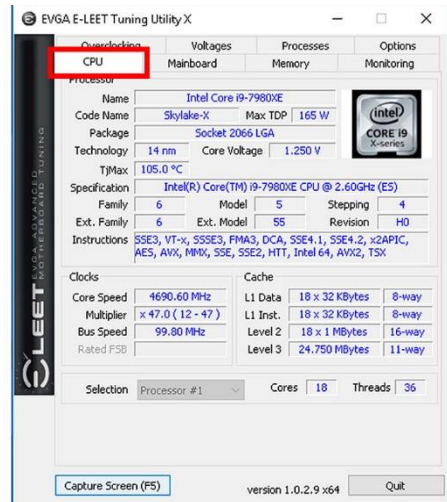 EVGA E-LEET Tuning Utility X
Overclocking Voltages Processes Options
CPU Mainboard Memory Monitoring
Processor
Name Intel Core i9-7980XE
Code Name Skylake-X Max TDP 165 W
Package Socket 2066 LGA
Technology 14 nm Core Voltage 1.250 V
TjMax 105.0 °C
(intel)
CORE i9
X-series
Specification Intel(R) Core(TM) i9-7980XE CPU @ 2.60GHz (ES)
Family 6 Model 5 Stepping 4
Ext. Family 6 Ext. Model 55 Revision H0
Instructions SSE3, VT-x, SSSE3, FMA3, DCA, SSE4.1, SSE4.2, x2APIC,
AES, AVX, MMX, SSE, SSE2, HTT, Intel 64, AVX2, TSX
Clocks
Core Speed 4690.60 MHz
Multiplier x 47.0 ( 12 - 47 )
Bus Speed 99.80 MHz
Rated FSB
Cache
L1 Data 18 x 32 KBytes 8-way
L1 Inst. 18 x 32 KBytes 8-way
Level 2 18 x 1 MBytes 16-way
Level 3 24.750 MBytes 11-way
Selection Processor #1 Cores 18 Threads 36
Capture Screen (F5) version 1.0.2.9 x64 Quit
ELEET
EVGA ADVANCED
MOTHERBOARD TUNING